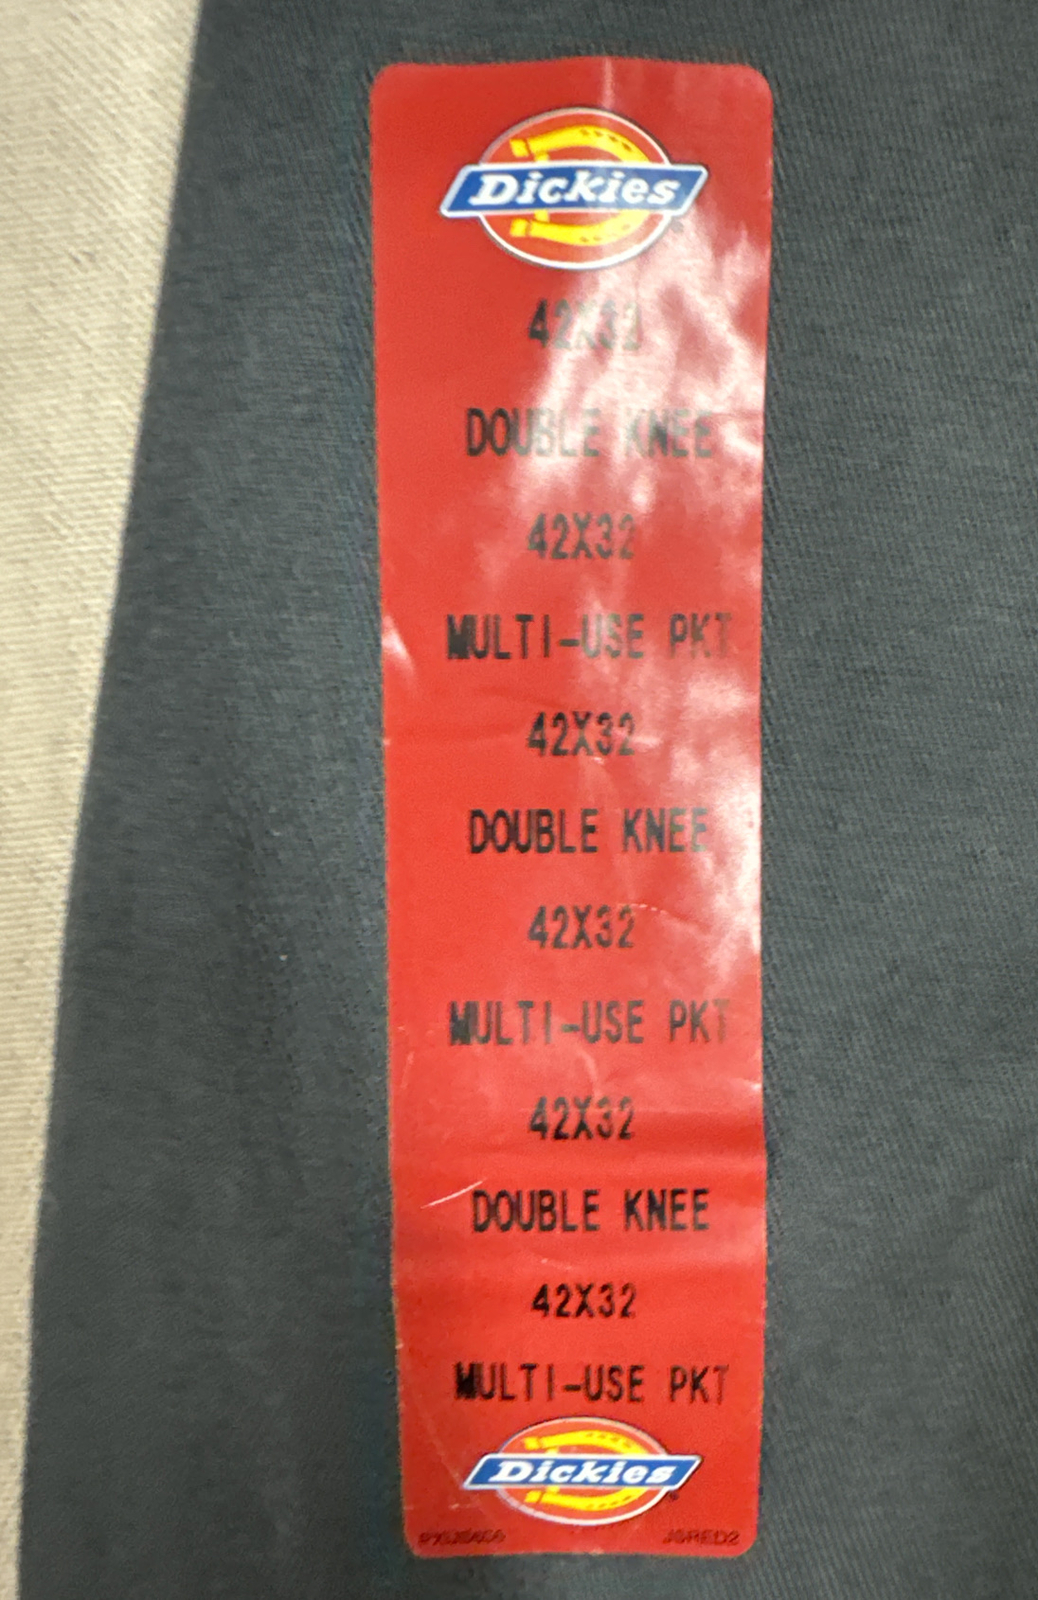 Dickies
42X32
DOUBLE KNEE
42X32
MULTI-USE PKT
42X32
DOUBLE KNEE
42X32
MULTI-USE PKT
42X32
DOUBLE KNEE
42X32
MULTI-USE PKT
Dickies
JSRED2